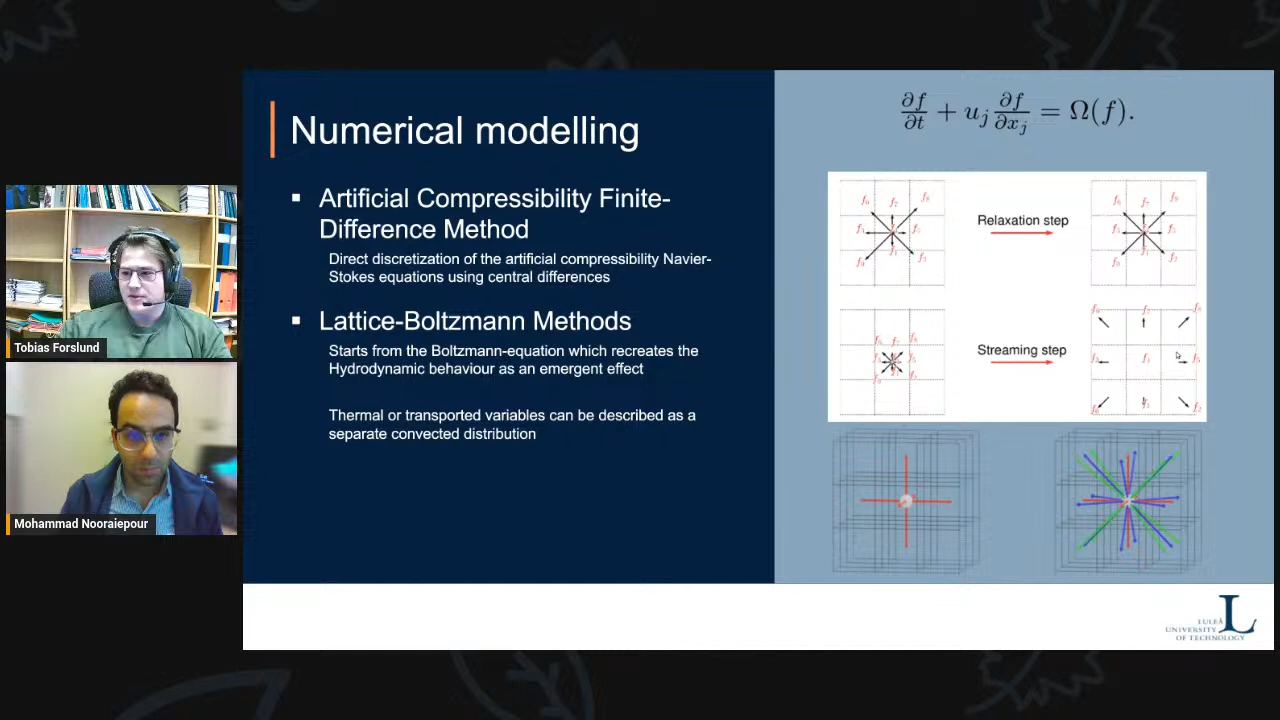 Numerical modelling
Artificial Compressibility Finite-
Difference Method
Direct discretization of the artificial compressibility Navier-
Stokes equations using central differences
Lattice-Boltzmann Methods
Starts from the Boltzmann-equation which recreates the
Hydrodynamic behaviour as an emergent effect
Thermal or transported variables can be described as a
separate convected distribution
∂f/∂t + u_j ∂f/∂x_j = Ω(f).
Relaxation step
Streaming step
Tobias Forslund
Mohammad Nooraiepour
LULEÅ
UNIVERSITY
OF TECHNOLOGY
L